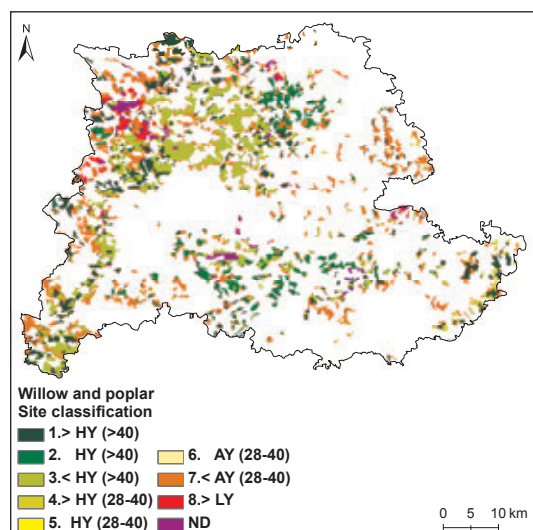 N
Willow and poplar
Site classification
1.> HY (>40)
2. HY (>40)
3.< HY (>40)
4.> HY (28-40)
5. HY (28-40)
6. AY (28-40)
7.< AY (28-40)
8.> LY
ND
0 5 10 km